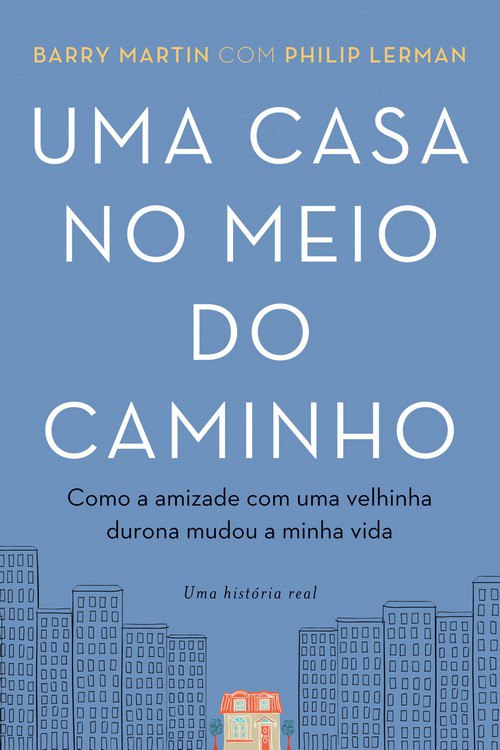 BARRY MARTIN COM PHILIP LERMAN
UMA CASA
NO MEIO
DO
CAMINHO
Como a amizade com uma velhinha
durona mudou a minha vida
Uma história real